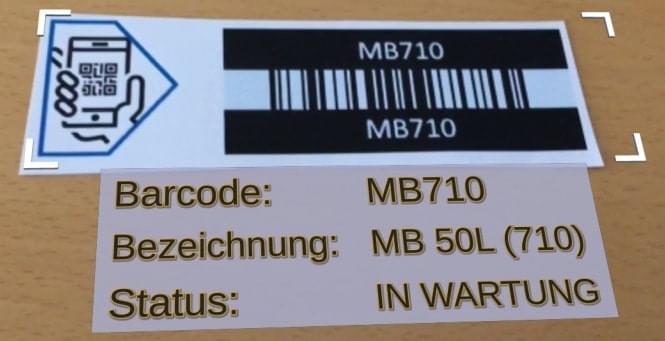 MB710
MB710
Barcode: MB710
Bezeichnung: MB 50L (710)
Status: IN WARTUNG